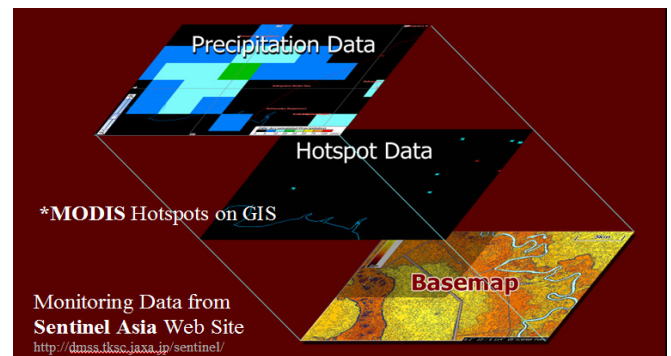 Precipitation Data
Hotspot Data
*MODIS Hotspots on GIS
Basemap
Monitoring Data from
Sentinel Asia Web Site
http://dmss.tksc.jaxa.jp/sentinel/